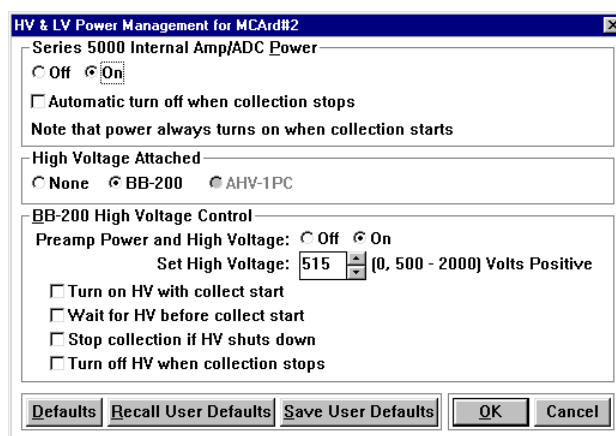 HV & LV Power Management for MCArd#2
Series 5000 Internal Amp/ADC Power
Off On
Automatic turn off when collection stops
Note that power always turns on when collection starts
High Voltage Attached
None BB-200 AHV-1PC
BB-200 High Voltage Control
Preamp Power and High Voltage: Off On
Set High Voltage: 515 (0, 500 - 2000) Volts Positive
Turn on HV with collect start
Wait for HV before collect start
Stop collection if HV shuts down
Turn off HV when collection stops
Defaults Recall User Defaults Save User Defaults OK Cancel